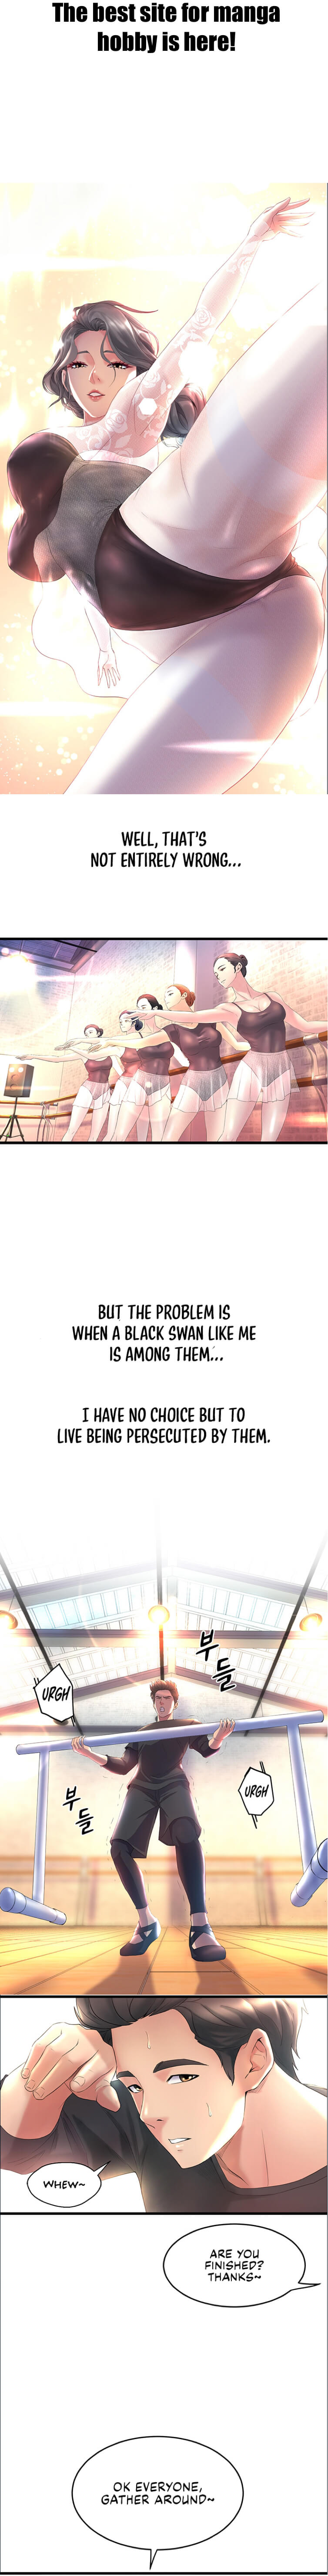 The best site for manga
hobby is here!
WELL, THAT'S
NOT ENTIRELY WRONG...
BUT THE PROBLEM IS
WHEN A BLACK SWAN LIKE ME
IS AMONG THEM...
I HAVE NO CHOICE BUT TO
LIVE BEING PERSECUTED BY THEM.
부들
URGH
URGH
부들
WHEW~
ARE YOU
FINISHED?
THANKS~
OK EVERYONE,
GATHER AROUND~